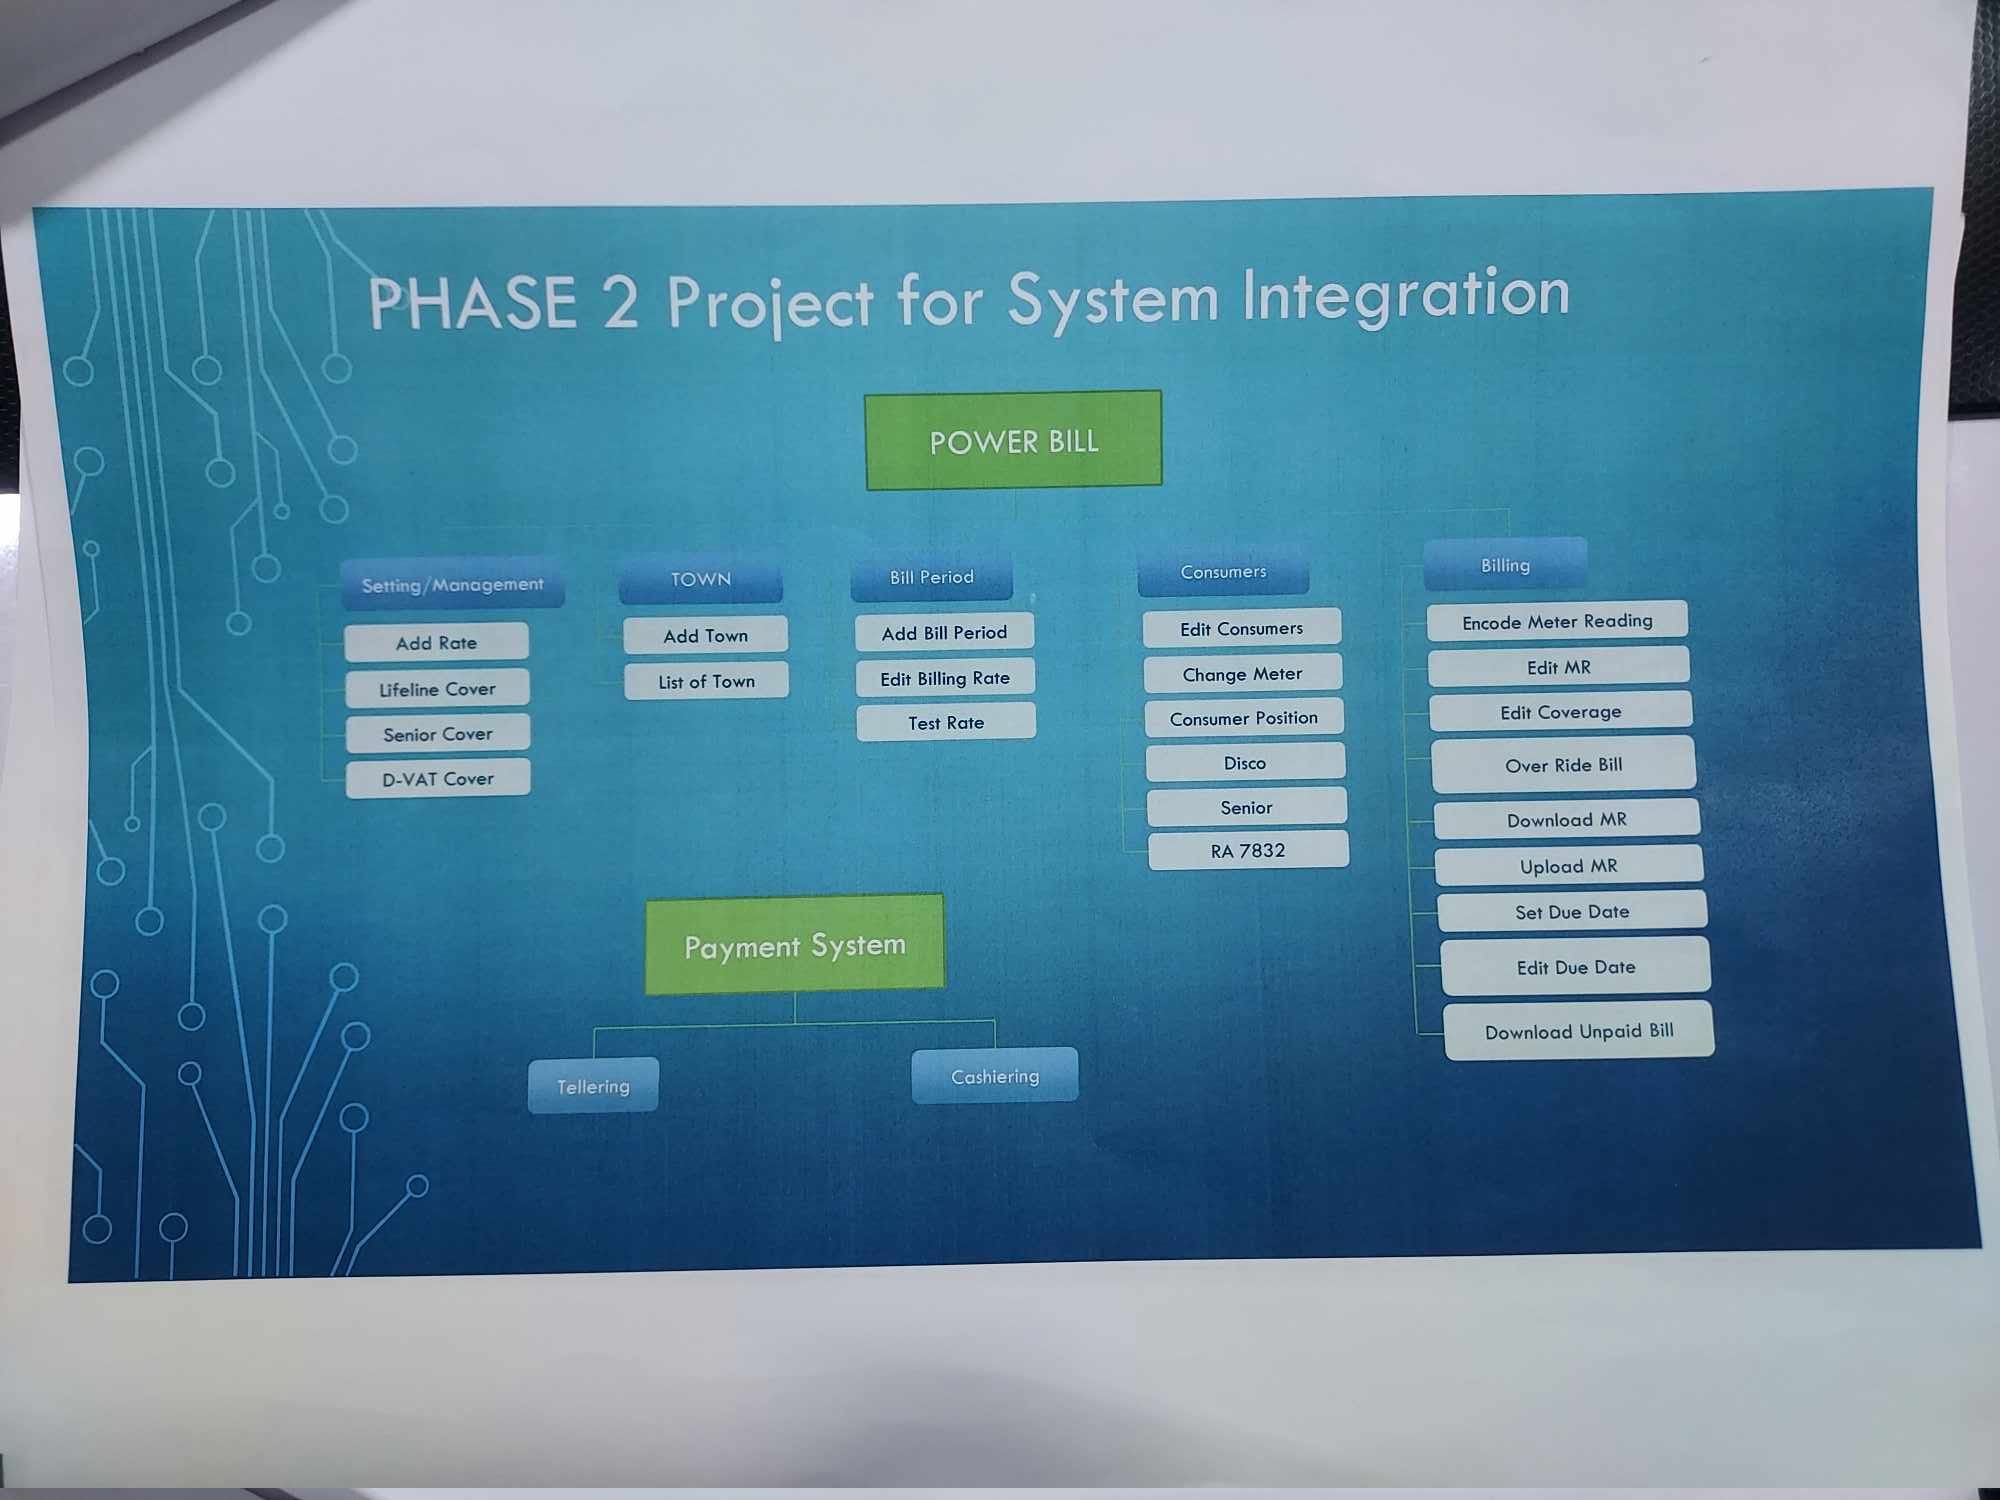 PHASE 2 Project for System Integration
POWER BILL
Setting/Management
Add Rate
Lifeline Cover
Senior Cover
D-VAT Cover
TOWN
Add Town
List of Town
Bill Period
Add Bill Period
Edit Billing Rate
Test Rate
Consumers
Edit Consumers
Change Meter
Consumer Position
Disco
Senior
RA 7832
Billing
Encode Meter Reading
Edit MR
Edit Coverage
Over Ride Bill
Download MR
Upload MR
Set Due Date
Edit Due Date
Download Unpaid Bill
Payment System
Tellering
Cashiering